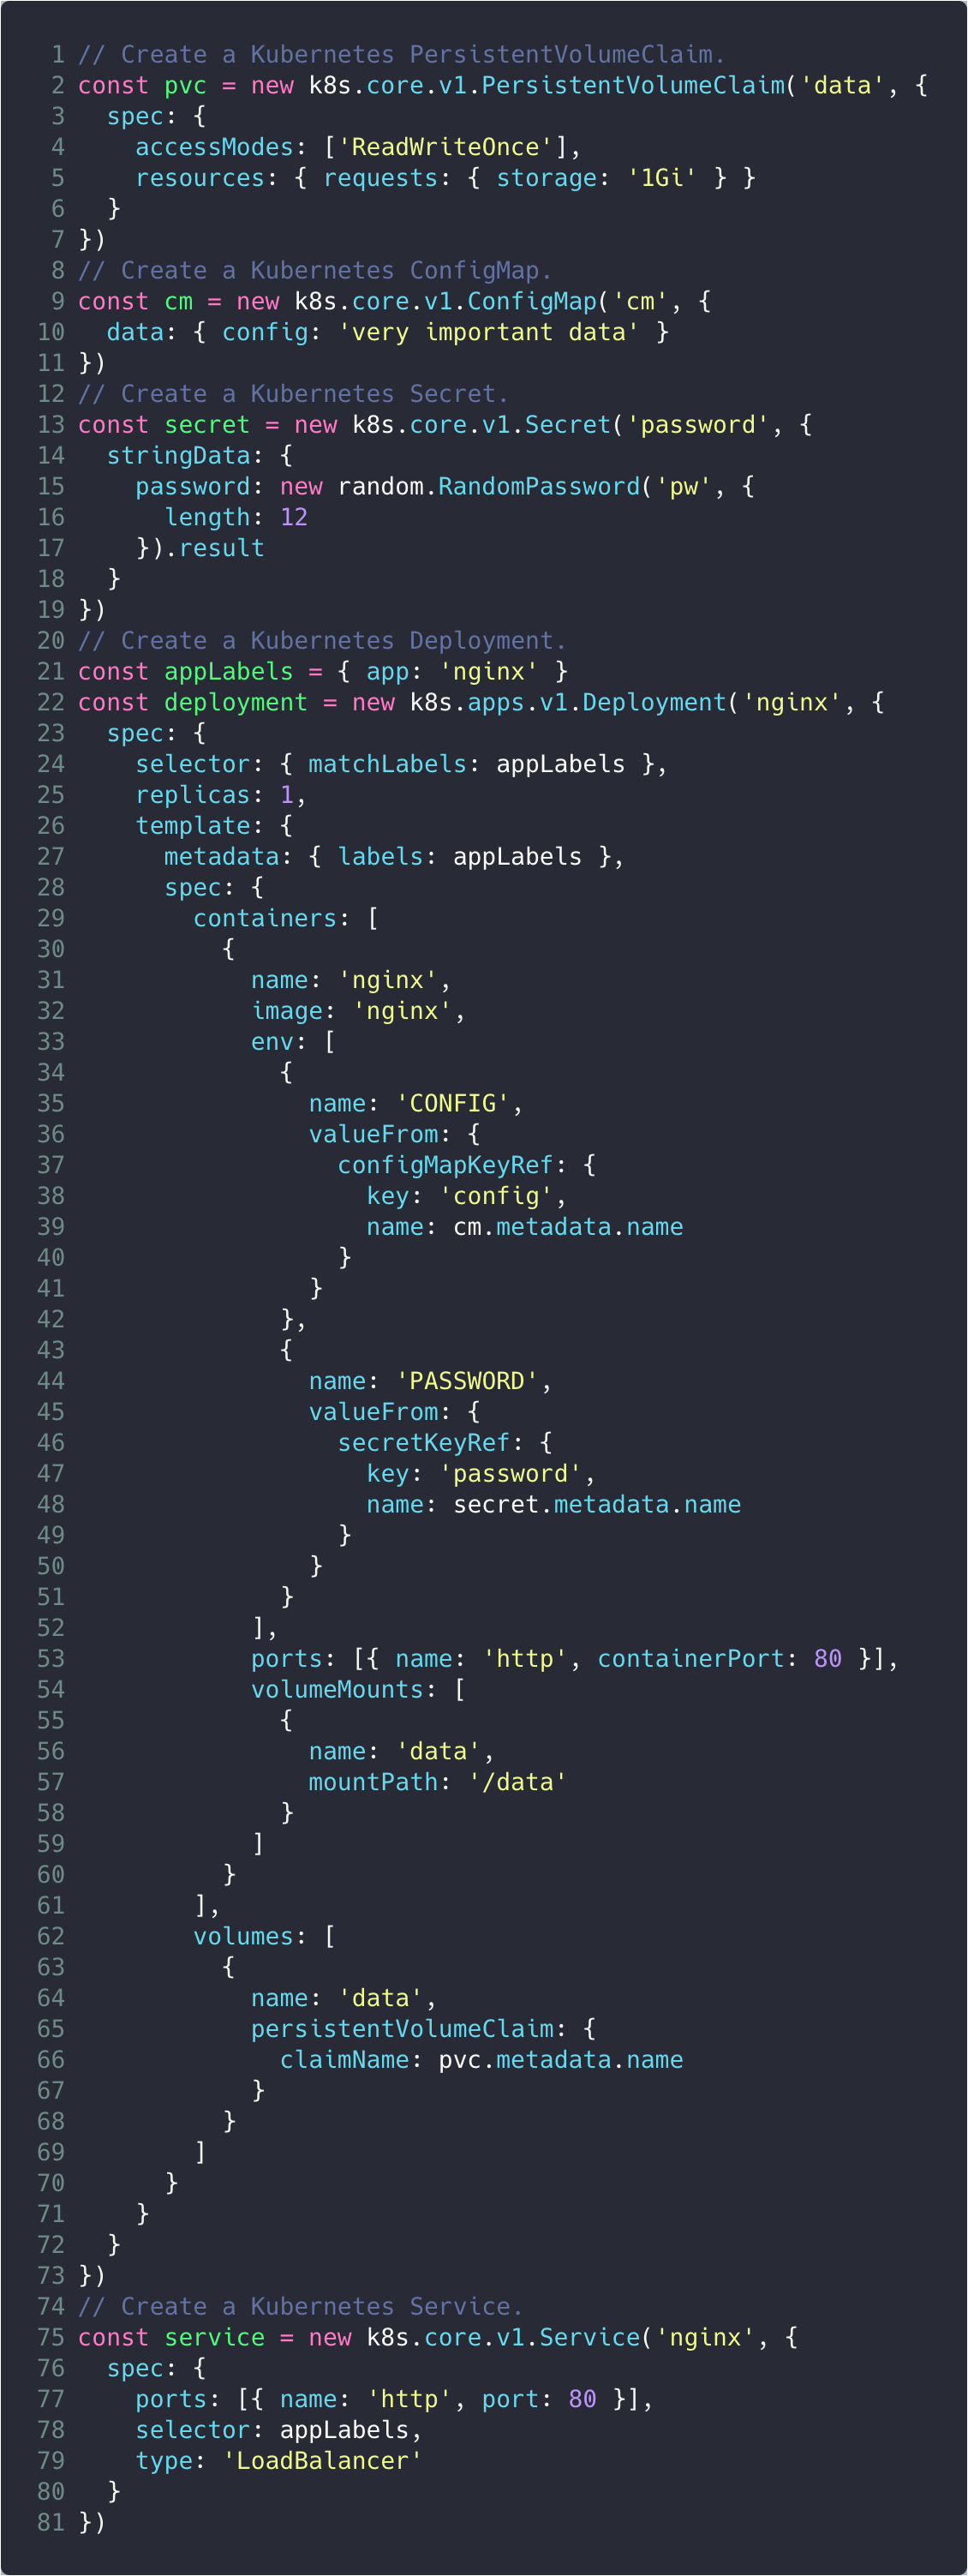 1 // Create a Kubernetes PersistentVolumeClaim.
2 const pvc = new k8s.core.v1.PersistentVolumeClaim('data', {
3   spec: {
4     accessModes: ['ReadWriteOnce'],
5     resources: { requests: { storage: '1Gi' } }
6   }
7 })
8 // Create a Kubernetes ConfigMap.
9 const cm = new k8s.core.v1.ConfigMap('cm', {
10   data: { config: 'very important data' }
11 })
12 // Create a Kubernetes Secret.
13 const secret = new k8s.core.v1.Secret('password', {
14   stringData: {
15     password: new random.RandomPassword('pw', {
16       length: 12
17     }).result
18   }
19 })
20 // Create a Kubernetes Deployment.
21 const appLabels = { app: 'nginx' }
22 const deployment = new k8s.apps.v1.Deployment('nginx', {
23   spec: {
24     selector: { matchLabels: appLabels },
25     replicas: 1,
26     template: {
27       metadata: { labels: appLabels },
28       spec: {
29         containers: [
30           {
31             name: 'nginx',
32             image: 'nginx',
33             env: [
34               {
35                 name: 'CONFIG',
36                 valueFrom: {
37                   configMapKeyRef: {
38                     key: 'config',
39                     name: cm.metadata.name
40                   }
41                 }
42               },
43               {
44                 name: 'PASSWORD',
45                 valueFrom: {
46                   secretKeyRef: {
47                     key: 'password',
48                     name: secret.metadata.name
49                   }
50                 }
51               }
52             ],
53             ports: [{ name: 'http', containerPort: 80 }],
54             volumeMounts: [
55               {
56                 name: 'data',
57                 mountPath: '/data'
58               }
59             ]
60           }
61         ],
62         volumes: [
63           {
64             name: 'data',
65             persistentVolumeClaim: {
66               claimName: pvc.metadata.name
67             }
68           }
69         ]
70       }
71     }
72   }
73 })
74 // Create a Kubernetes Service.
75 const service = new k8s.core.v1.Service('nginx', {
76   spec: {
77     ports: [{ name: 'http', port: 80 }],
78     selector: appLabels,
79     type: 'LoadBalancer'
80   }
81 })